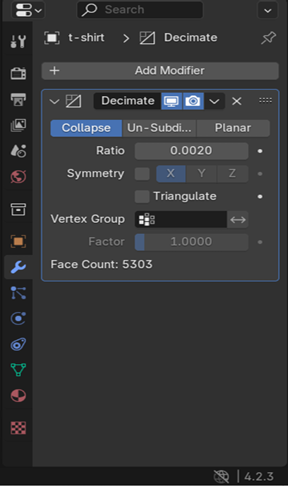 Search
t-shirt > Decimate
+ Add Modifier
Decimate
Collapse Un-Subdi... Planar
Ratio 0.0020
Symmetry X Y Z
Triangulate
Vertex Group
Factor 1.0000
Face Count: 5303
4.2.3